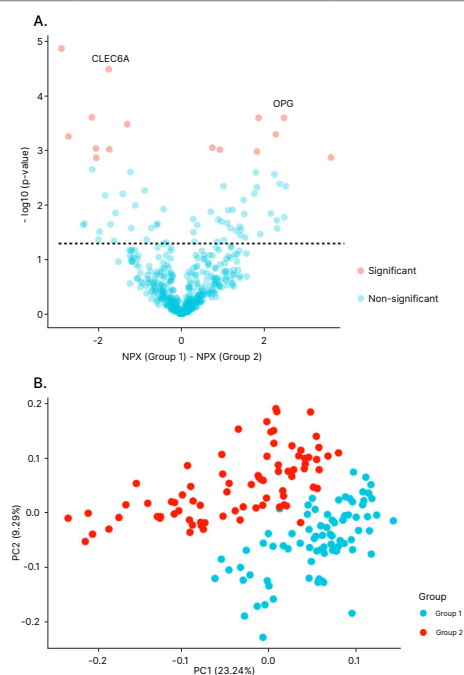 A.
5
CLEC6A
4
OPG
3
- log10 (p-value)
2
1
Significant
Non-significant
0
-2
0
2
NPX (Group 1) - NPX (Group 2)
B.
0.2
0.1
0.0
PC2 (9.29%)
-0.1
Group
Group 1
-0.2
Group 2
-0.2
-0.1
0.0
0.1
PC1 (23.24%)